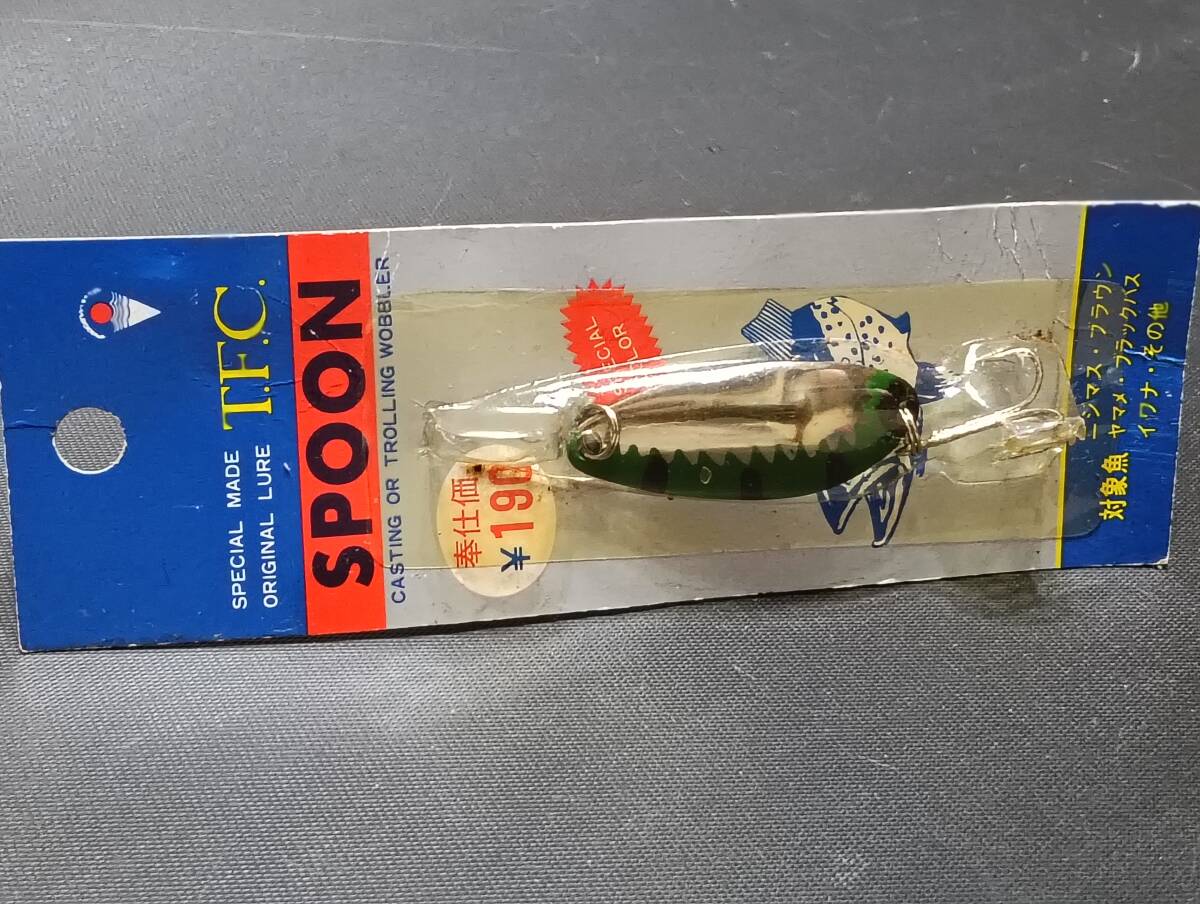 SPECIAL MADE T.F.C.
ORIGINAL LURE
SPOON
CASTING OR TROLLING WOBBLER
SPECIAL
COLOR
奉仕価
¥190
対象魚 ニジマス・ブラウン
ヤマメ・ブラックバス
イワナ・その他